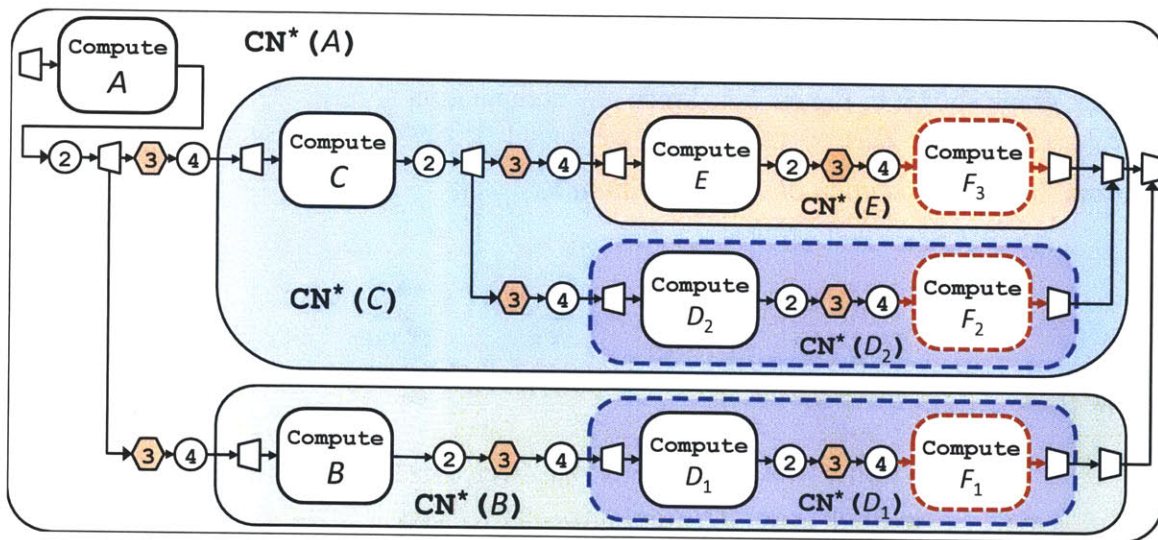 CN* (A)
Compute
A
2 3 4
Compute
C
2 3 4
Compute
E
2 3 4
Compute
F3
CN* (E)
CN* (C)
3 4
Compute
D2
2 3 4
Compute
F2
CN* (D2)
3 4
Compute
B
2 3 4
Compute
D1
2 3 4
Compute
F1
CN* (B)
CN* (D1)